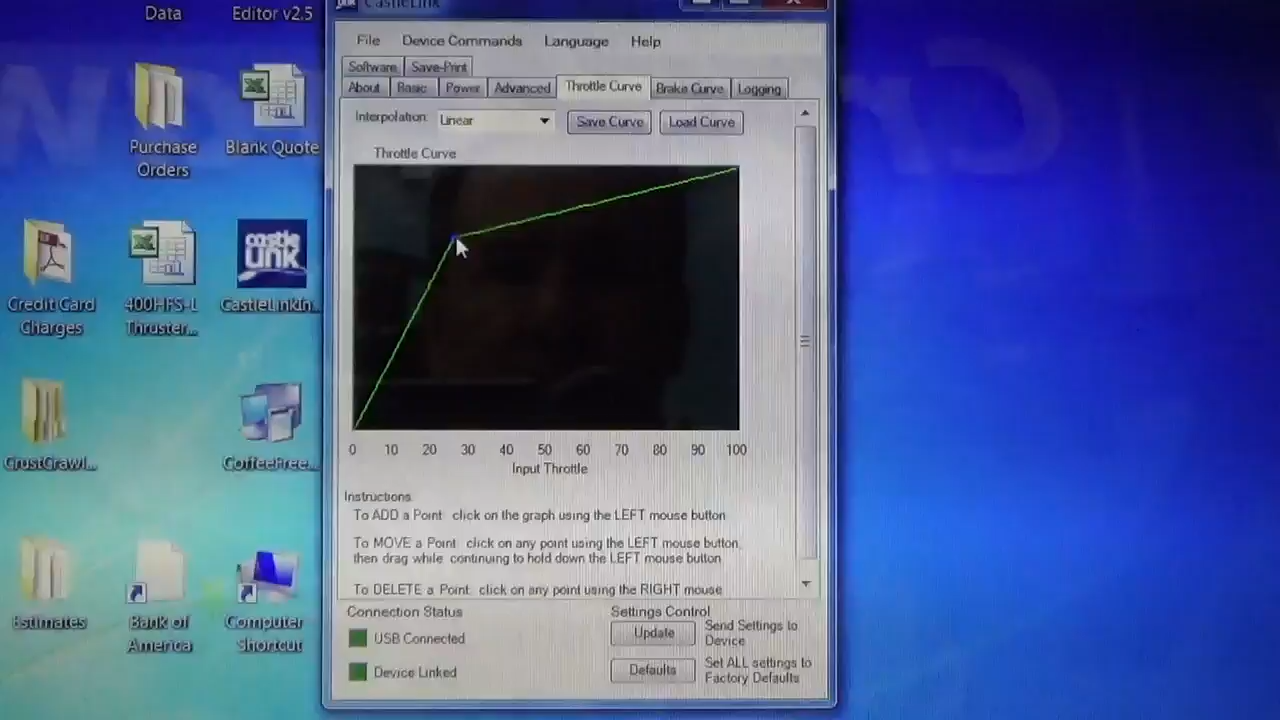 Data
Editor v2.5
Purchase
Orders
Blank Quote
Credit Card
Charges
400HFS-L
Thruster...
castle
LINK
CastleLinkIn...
CrustCrawl...
CoffeeFree...
Estimates
Bank of
America
Computer
Shortcut
CastleLink
File Device Commands Language Help
Software Save-Print
About Basic Power Advanced Throttle Curve Brake Curve Logging
Interpolation: Linear Save Curve Load Curve
Throttle Curve
0 10 20 30 40 50 60 70 80 90 100
Input Throttle
Instructions
To ADD a Point click on the graph using the LEFT mouse button
To MOVE a Point click on any point using the LEFT mouse button,
then drag while continuing to hold down the LEFT mouse button
To DELETE a Point click on any point using the RIGHT mouse
Connection Status
USB Connected
Device Linked
Settings Control
Update Send Settings to
Device
Defaults Set ALL settings to
Factory Defaults